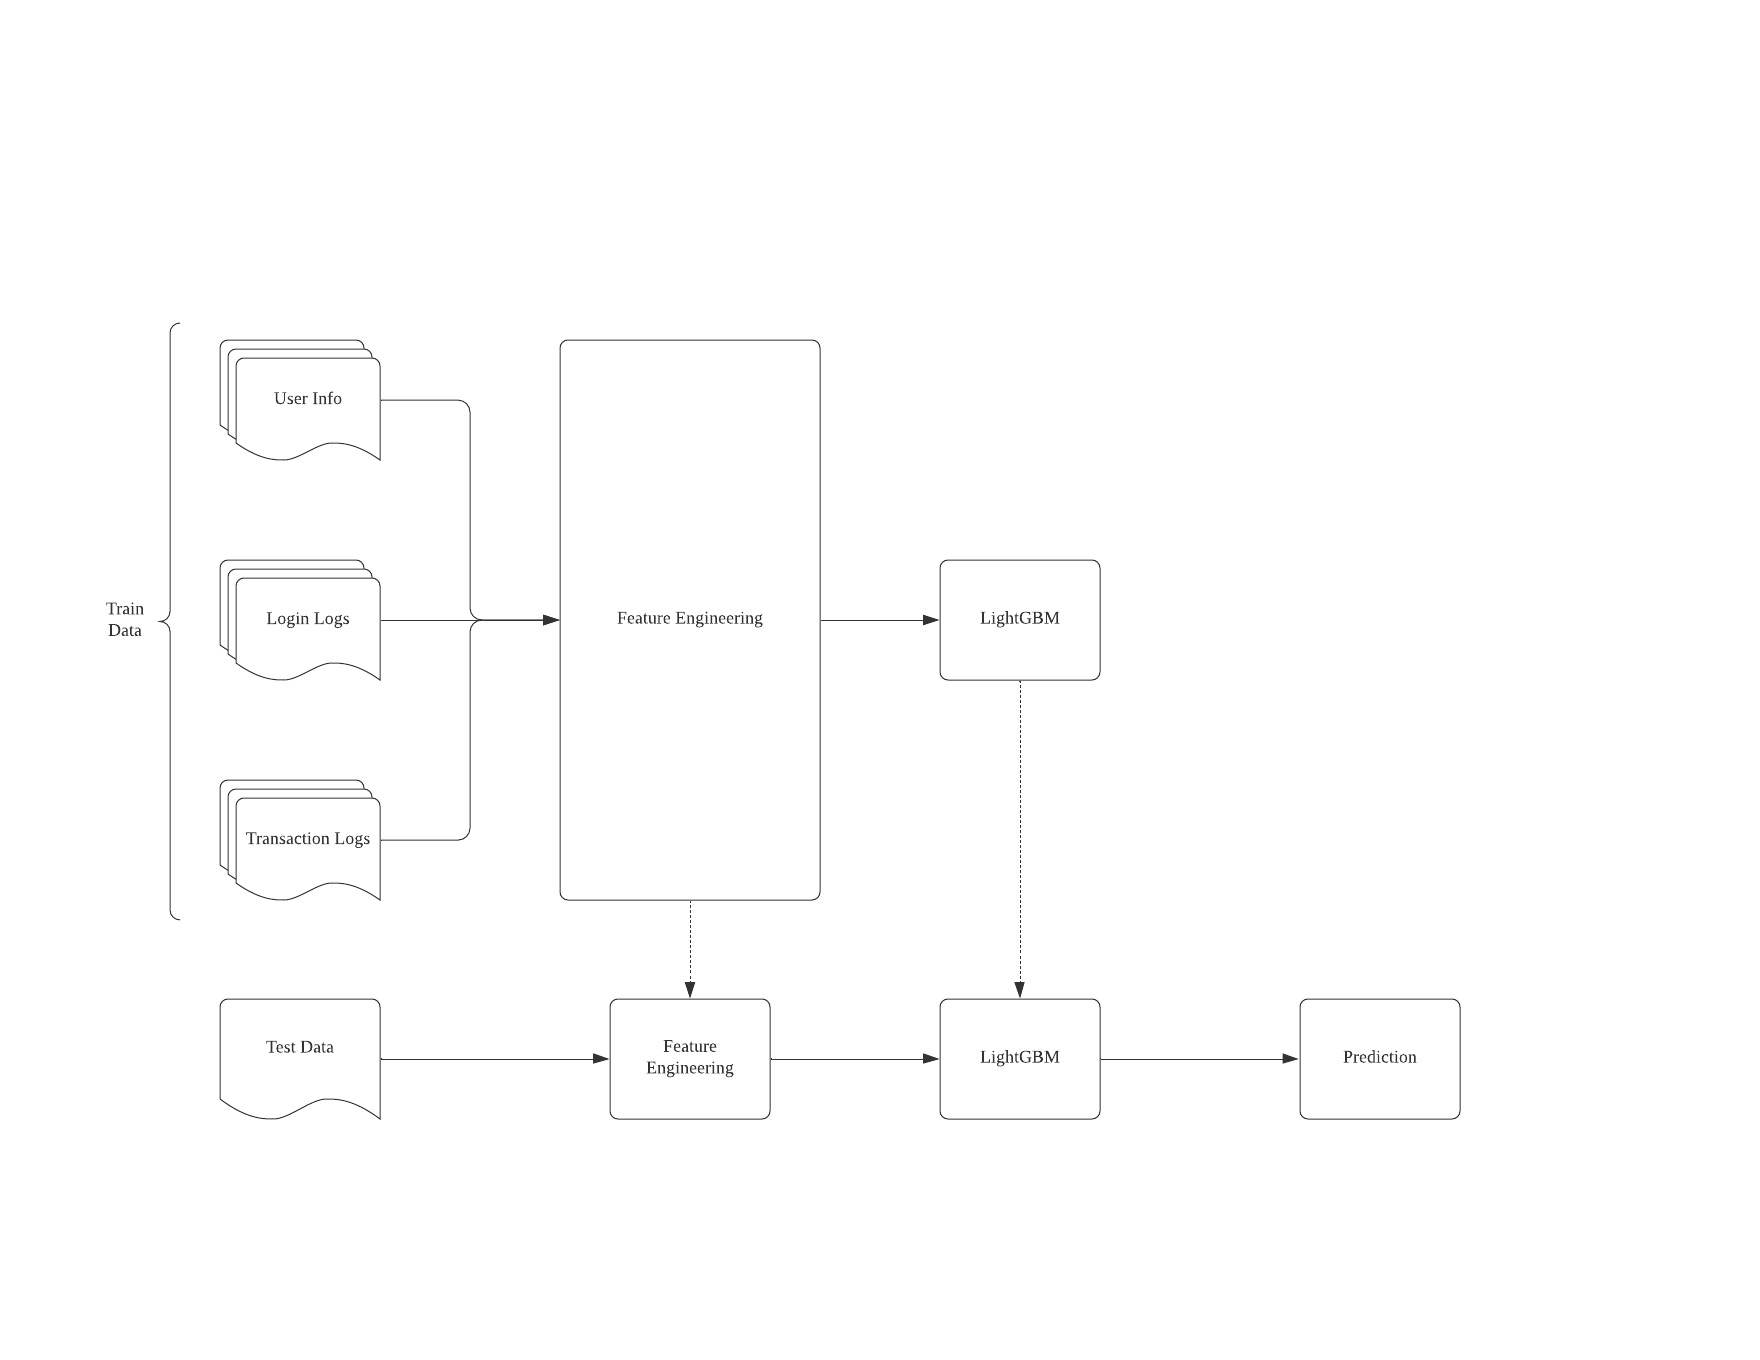 User Info
Train
Data
Login Logs
Feature Engineering
LightGBM
Transaction Logs
Test Data
Feature
Engineering
LightGBM
Prediction